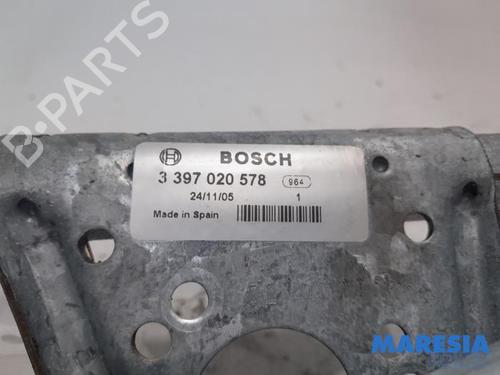 BOSCH
3 397 020 578 964
24/11/05 1
Made in Spain
B-PARTS
MARESIA